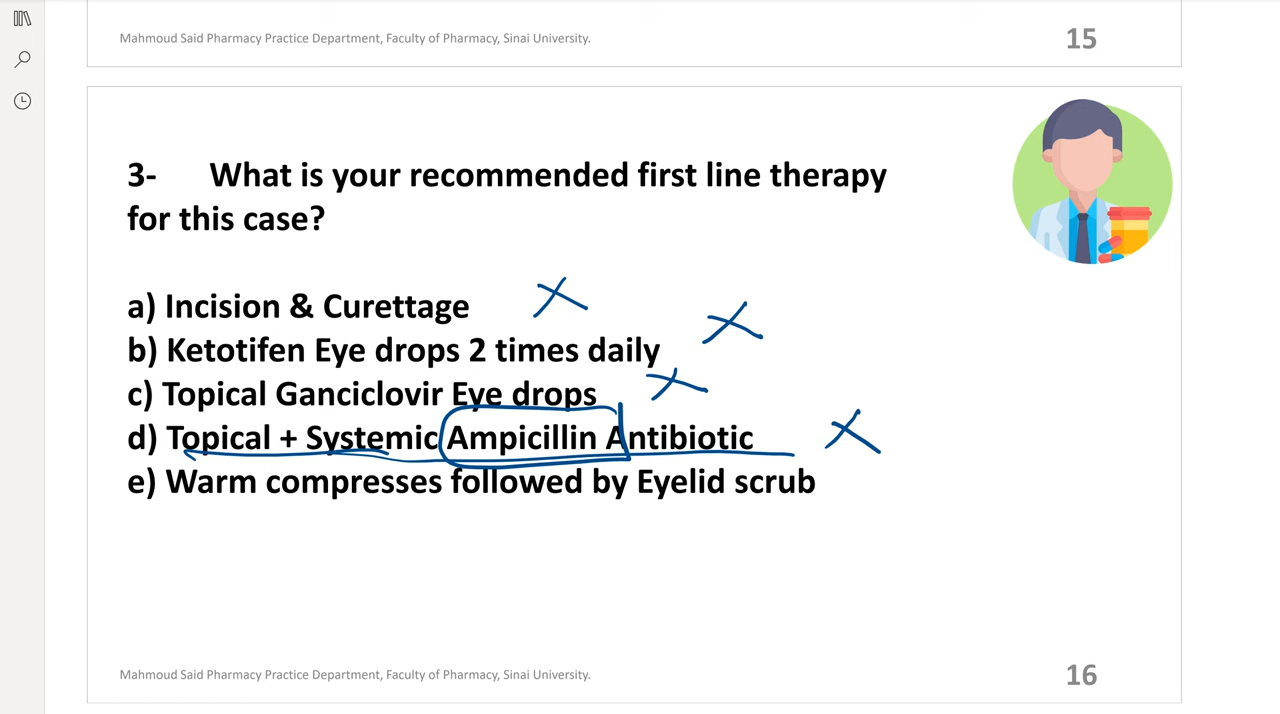 Mahmoud Said Pharmacy Practice Department, Faculty of Pharmacy, Sinai University.
15
3- What is your recommended first line therapy
for this case?
a) Incision & Curettage
b) Ketotifen Eye drops 2 times daily
c) Topical Ganciclovir Eye drops
d) Topical + Systemic Ampicillin Antibiotic
e) Warm compresses followed by Eyelid scrub
Mahmoud Said Pharmacy Practice Department, Faculty of Pharmacy, Sinai University.
16